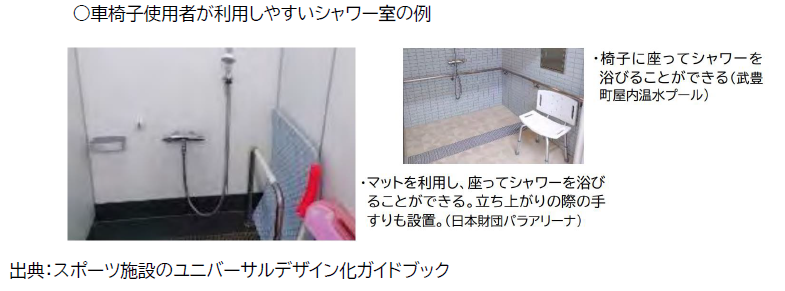 ○車椅子使用者が利用しやすいシャワー室の例
・椅子に座ってシャワーを
浴びることができる（武豊
町屋内温水プール）
・マットを利用し、座ってシャワーを浴び
ることができる。立ち上がりの際の手
すりも設置。（日本財団パラアリーナ）
出典：スポーツ施設のユニバーサルデザイン化ガイドブック